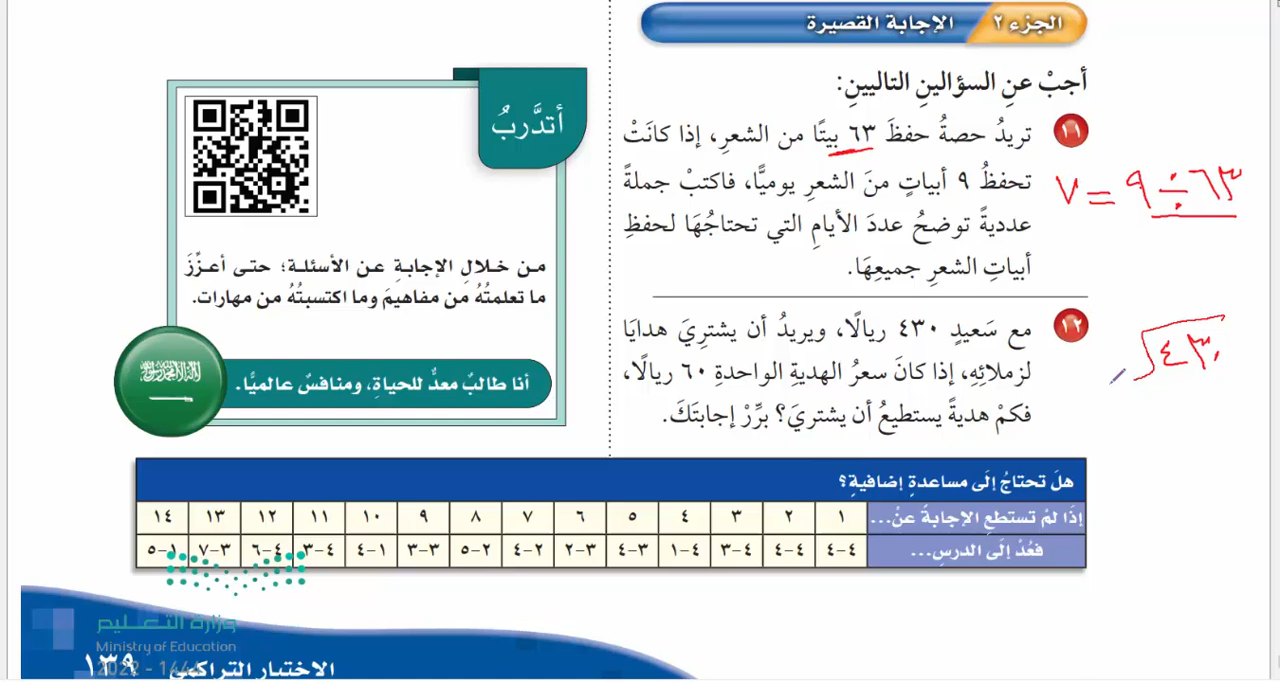 الجزء ٢ الإجابة القصيرة
أجبْ عنِ السؤالينِ التاليينِ:
١١ تريدُ حصةُ حفظَ ٦٣ بيتًا من الشعرِ، إذا كانَتْ
تحفظُ ٩ أبياتٍ منَ الشعرِ يوميًّا، فاكتبْ جملةً
عدديةً توضحُ عددَ الأيامِ التي تحتاجُهَا لحفظِ
أبياتِ الشعرِ جميعِهَا.
٦٣ ÷ ٩ = ٧
١٢ مع سَعيدٍ ٤٣٠ ريالًا، ويريدُ أن يشترِيَ هدايَا
لزملائِهِ، إذا كانَ سعرُ الهديةِ الواحدةِ ٦٠ ريالًا،
فكمْ هديةً يستطيعُ أن يشتريَ؟ برِّرْ إجابتَكَ.
٤٣٠
أتدَّربُ
من خلالِ الإجابةِ عن الأسئلة؛ حتى أعزِّزَ
ما تعلمتُهُ من مفاهيمَ وما اكتسبتُهُ من مهارات.
أنا طالبٌ معدٌّ للحياةِ، ومنافسٌ عالميًّا.
هلَ تحتاجُ إلَى مساعدةٍ إضافيةٍ؟
إذَا لمْ تستطعِ الإجابةَ عنْ... ١ ٢ ٣ ٤ ٥ ٦ ٧ ٨ ٩ ١٠ ١١ ١٢ ١٣ ١٤
فعُدْ إلَى الدرسِ... ٤-٤ ٤-٤ ٤-٣ ٤-١ ٣-٤ ٣-٢ ٢-٤ ٢-٥ ٣-٣ ١-٤ ٤-٣ ٤-٦ ٣-٧ ١-٥
وزارة التعليم
Ministry of Education
2022 - 1444
الاختبار التراكمي ١٣٩